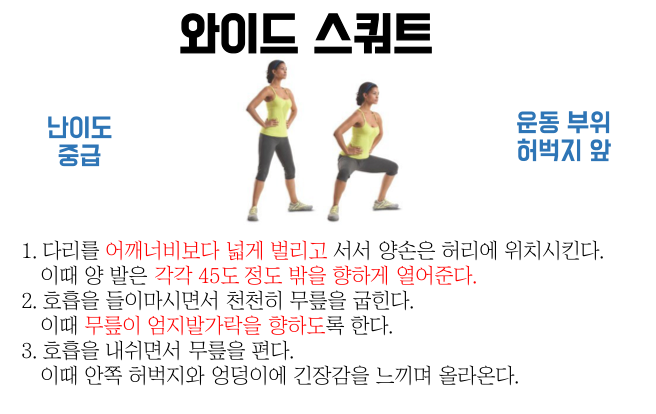 와이드 스쿼트
난이도
중급
운동 부위
허벅지 앞
1. 다리를 어깨너비보다 넓게 벌리고 서서 양손은 허리에 위치시킨다.
이때 양 발은 각각 45도 정도 밖을 향하게 열어준다.
2. 호흡을 들이마시면서 천천히 무릎을 굽힌다.
이때 무릎이 엄지발가락을 향하도록 한다.
3. 호흡을 내쉬면서 무릎을 편다.
이때 안쪽 허벅지와 엉덩이에 긴장감을 느끼며 올라온다.